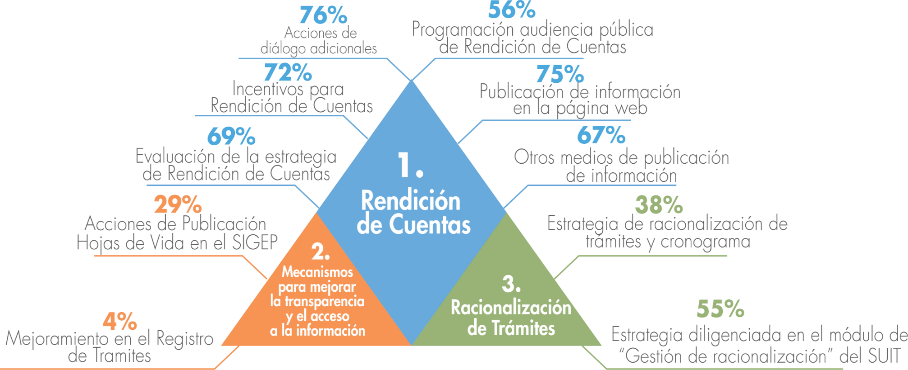 76%
Acciones de
diálogo adicionales
56%
Programación audiencia pública
de Rendición de Cuentas
72%
Incentivos para
Rendición de Cuentas
75%
Publicación de información
en la página web
69%
Evaluación de la estrategia
de Rendición de Cuentas
67%
Otros medios de publicación
de información
1.
Rendición
de Cuentas
29%
Acciones de Publicación
Hojas de Vida en el SIGEP
38%
Estrategia de racionalización de
trámites y cronograma
2.
Mecanismos
para mejorar
la transparencia
y el acceso
a la información
3.
Racionalización
de Trámites
4%
Mejoramiento en el Registro
de Tramites
55%
Estrategia diligenciada en el módulo de
“Gestión de racionalización” del SUIT